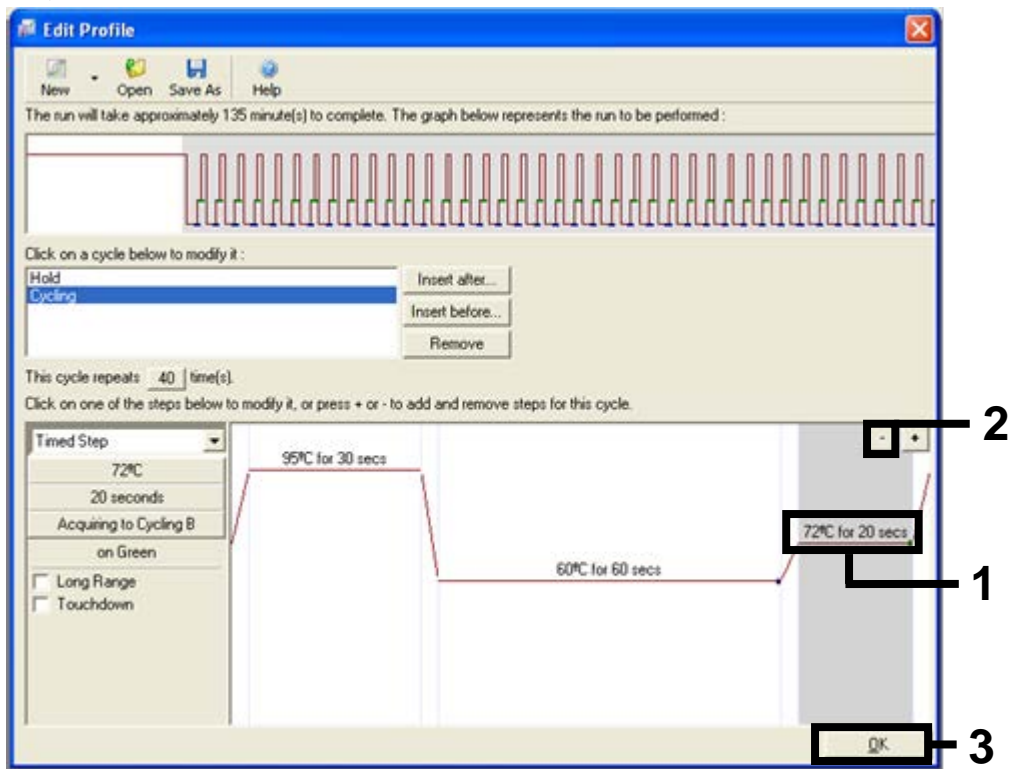 Edit Profile
New Open Save As Help
The run will take approximately 135 minute(s) to complete. The graph below represents the run to be performed :
Click on a cycle below to modify it :
Hold
Cycling
Insert after...
Insert before...
Remove
This cycle repeats 40 time(s).
Click on one of the steps below to modify it, or press + or - to add and remove steps for this cycle.
Timed Step
72ºC
20 seconds
Acquiring to Cycling B
on Green
Long Range
Touchdown
95ºC for 30 secs
60ºC for 60 secs
72ºC for 20 secs
- +
2
1
OK
3